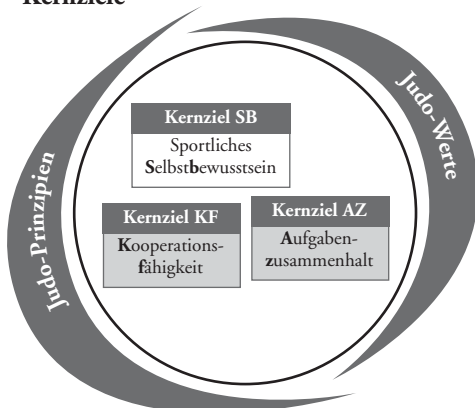 Kernziele
Judo-Prinzipien
Judo-Werte
Kernziel SB
Sportliches
Selbstbewusstsein
Kernziel KF
Kooperations-
fähigkeit
Kernziel AZ
Aufgaben-
zusammenhalt